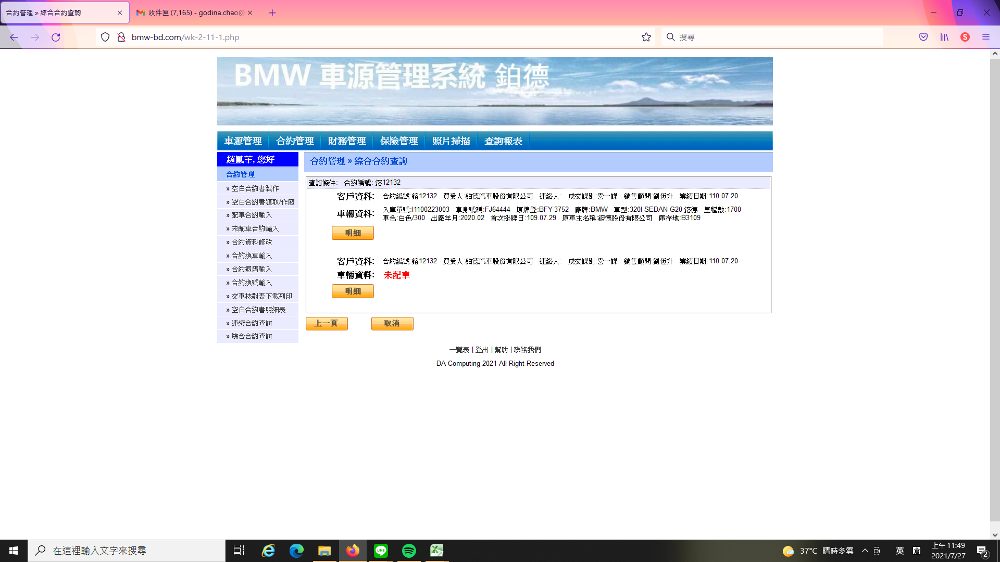 合約管理 » 綜合合約查詢
收件匣 (7,165) - godina.chao@
bmw-bd.com/wk-2-11-1.php
搜尋
BMW 車源管理系統 鉑德
車源管理 合約管理 財務管理 保險管理 照片掃描 查詢報表
趙鳳華, 您好
合約管理
» 空白合約書製作
» 空白合約書領取/作廢
» 配車合約輸入
» 未配車合約輸入
» 合約資料修改
» 合約換車輸入
» 合約退購輸入
» 合約換號輸入
» 交車核對表下載列印
» 空白合約書明細表
» 連續合約查詢
» 綜合合約查詢
合約管理 » 綜合合約查詢
查詢條件: 合約編號: 鎔12132
客戶資料: 合約編號:鎔12132 買受人:鉑德汽車股份有限公司 連絡人: 成交課別:營一課 銷售顧問:劉恆升 業績日期:110.07.20
車輛資料: 入庫單號:I1100223003 車身號碼:FJ64444 原牌登:BFY-3752 廠牌:BMW 車型:320I SEDAN G20-鎔德 里程數:1700
車色:白色/300 出廠年月:2020.02 首次掛牌日:109.07.29 原車主名稱:鎔德股份有限公司 庫存地:B3109
明細
客戶資料: 合約編號:鎔12132 買受人:鉑德汽車股份有限公司 連絡人: 成交課別:營一課 銷售顧問:劉恆升 業績日期:110.07.20
車輛資料: 未配車
明細
上一頁 取消
一覽表 | 登出 | 幫助 | 聯絡我們
DA Computing 2021 All Right Reserved
在這裡輸入文字來搜尋
37°C 晴時多雲
英
倉
上午 11:49
2021/7/27
2